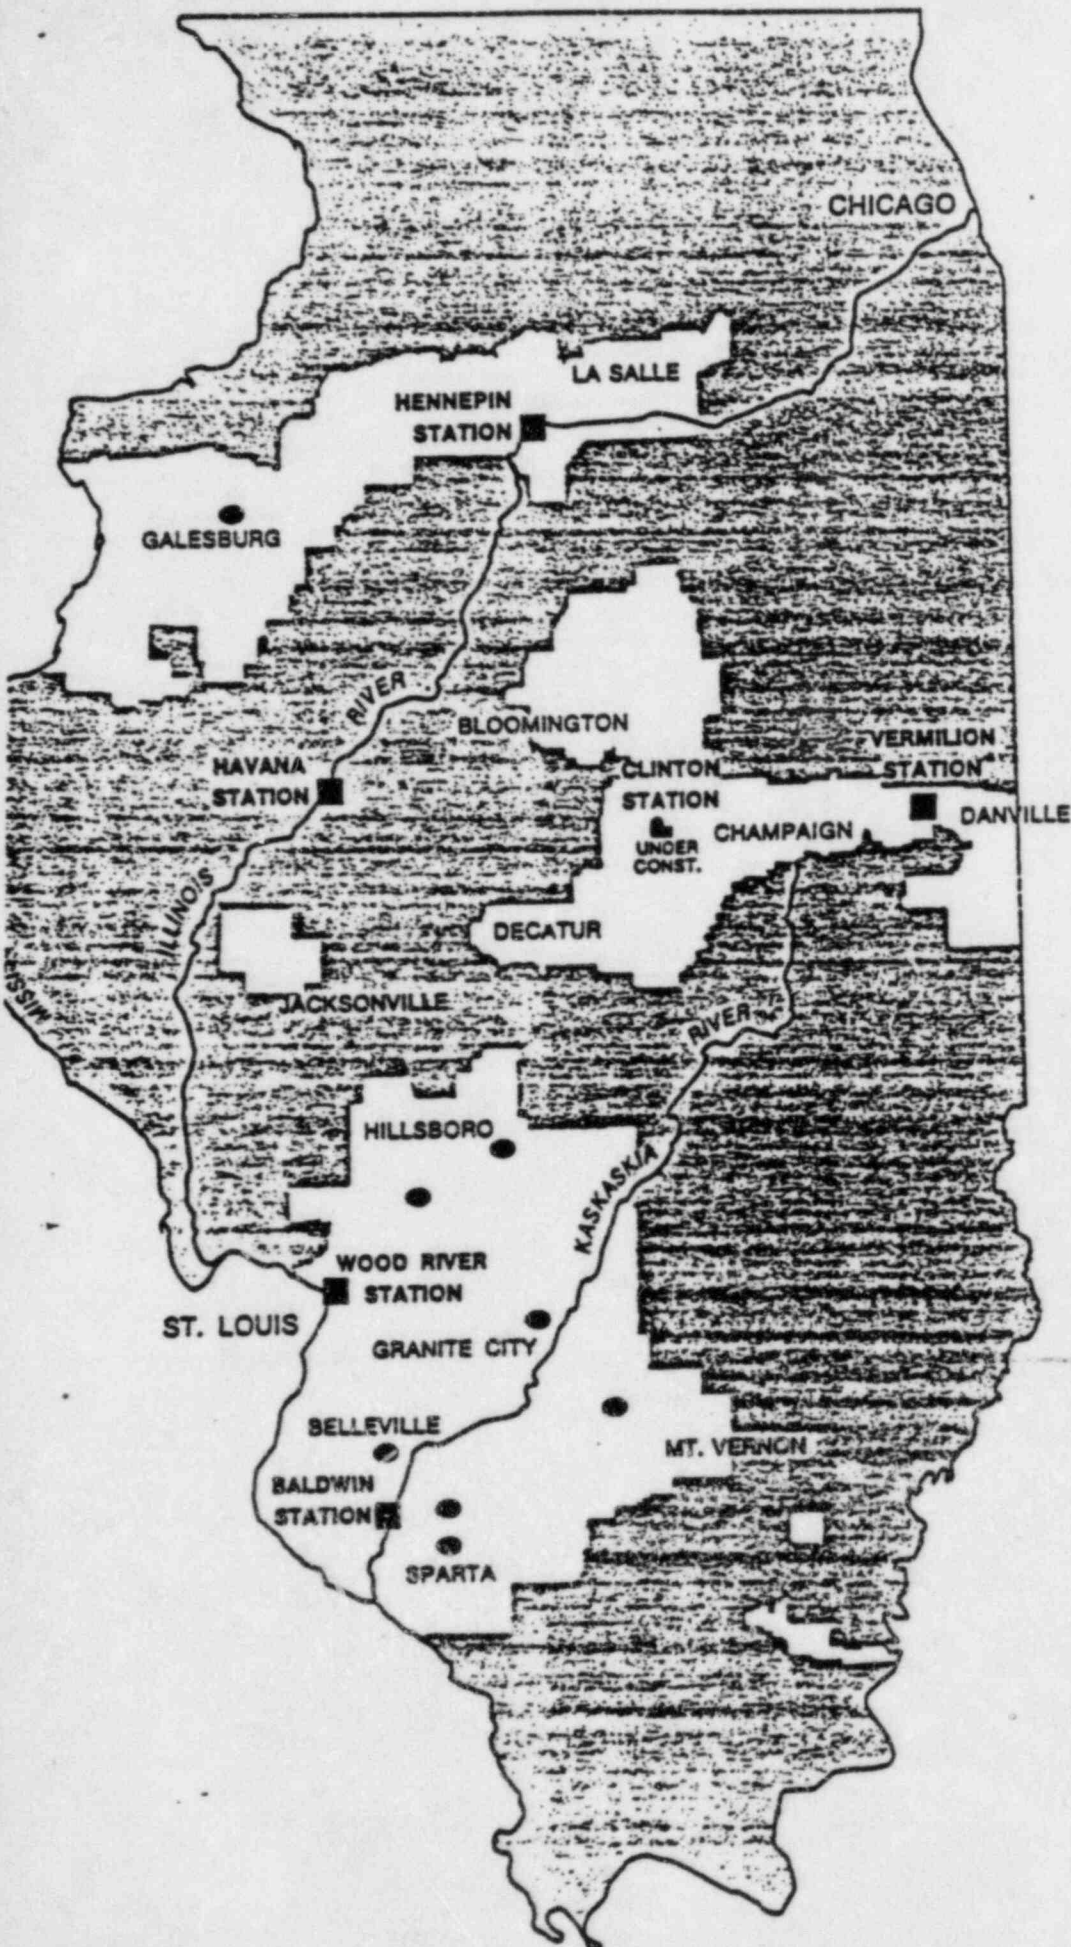 CHICAGO
LA SALLE
HENNEPIN
STATION
GALESBURG
RIVER
BLOOMINGTON
HAVANA
STATION
CLINTON
STATION
UNDER
CONST.
VERMILION
STATION
CHAMPAIGN
DANVILLE
ILLINOIS
DECATUR
JACKSONVILLE
MISSIS
RIVER
HILLSBORO
KASKASKIA
WOOD RIVER
STATION
ST. LOUIS
GRANITE CITY
BELLEVILLE
MT. VERNON
BALDWIN
STATION
SPARTA